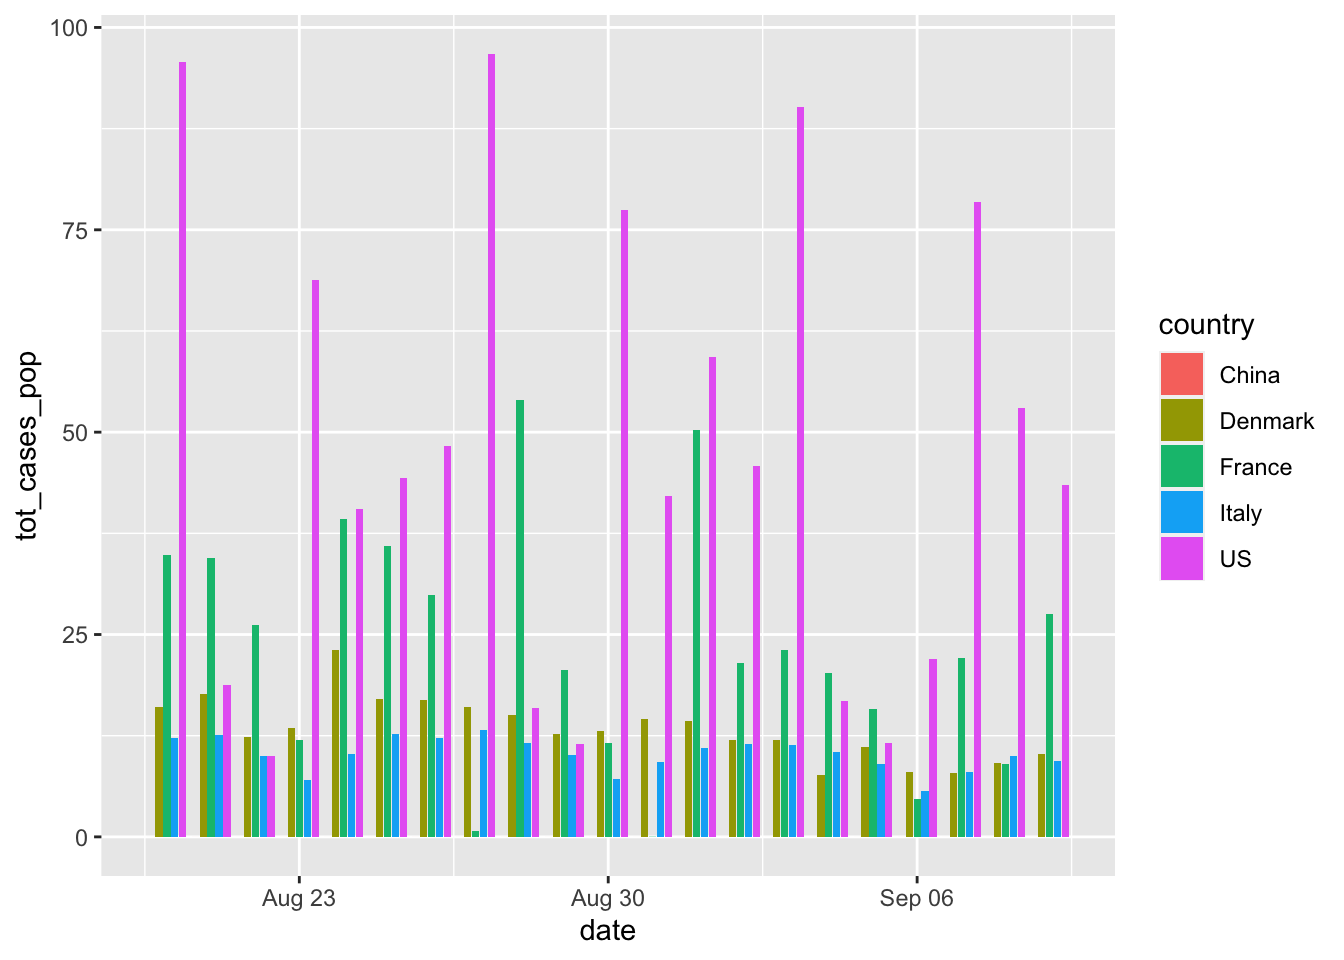 100
75
50
25
0
tot_cases_pop
Aug 23
Aug 30
Sep 06
date
country
China
Denmark
France
Italy
US